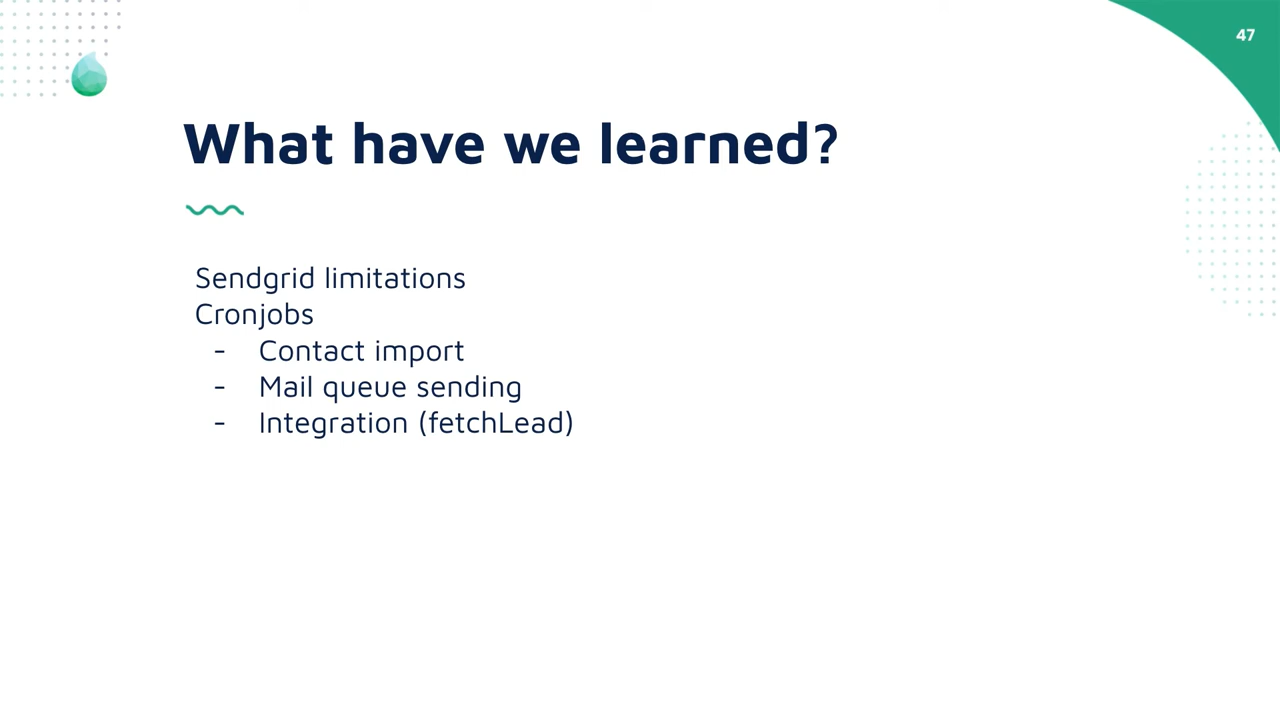 47
What have we learned?
Sendgrid limitations
Cronjobs
- Contact import
- Mail queue sending
- Integration (fetchLead)